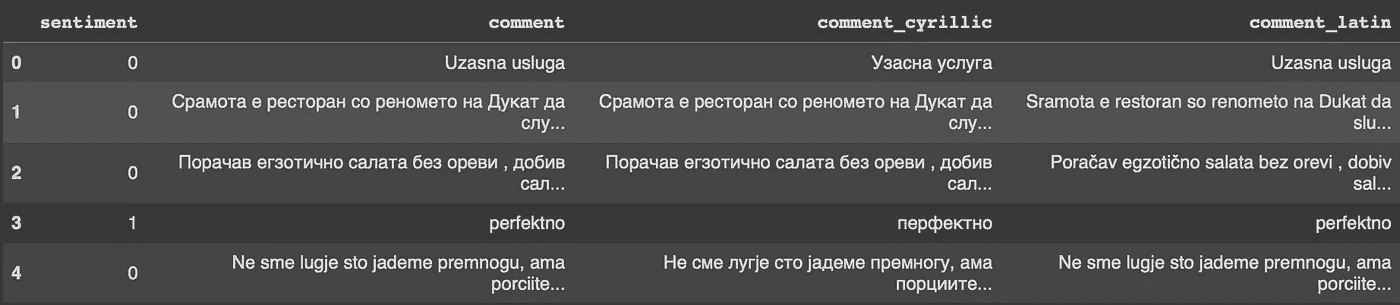 sentiment comment comment_cyrillic comment_latin
0 0 Uzasna usluga Узасна услуга Uzasna usluga
1 0 Срамота е ресторан со реномето на Дукат да Срамота е ресторан со реномето на Дукат да Sramota e restoran so renometo na Dukat da
слу... слу... slu...
2 0 Порачав егзотично салата без ореви , добив Порачав егзотично салата без ореви , добив Poračav egzotično salata bez orevi , dobiv
сал... сал... sal...
3 1 perfektno перфектно perfektno
4 0 Ne sme lugje sto jademe premnogu, ama Не сме лугје сто јадеме премногу, ама Ne sme lugje sto jademe premnogu, ama
porciite... порциите... porciite...